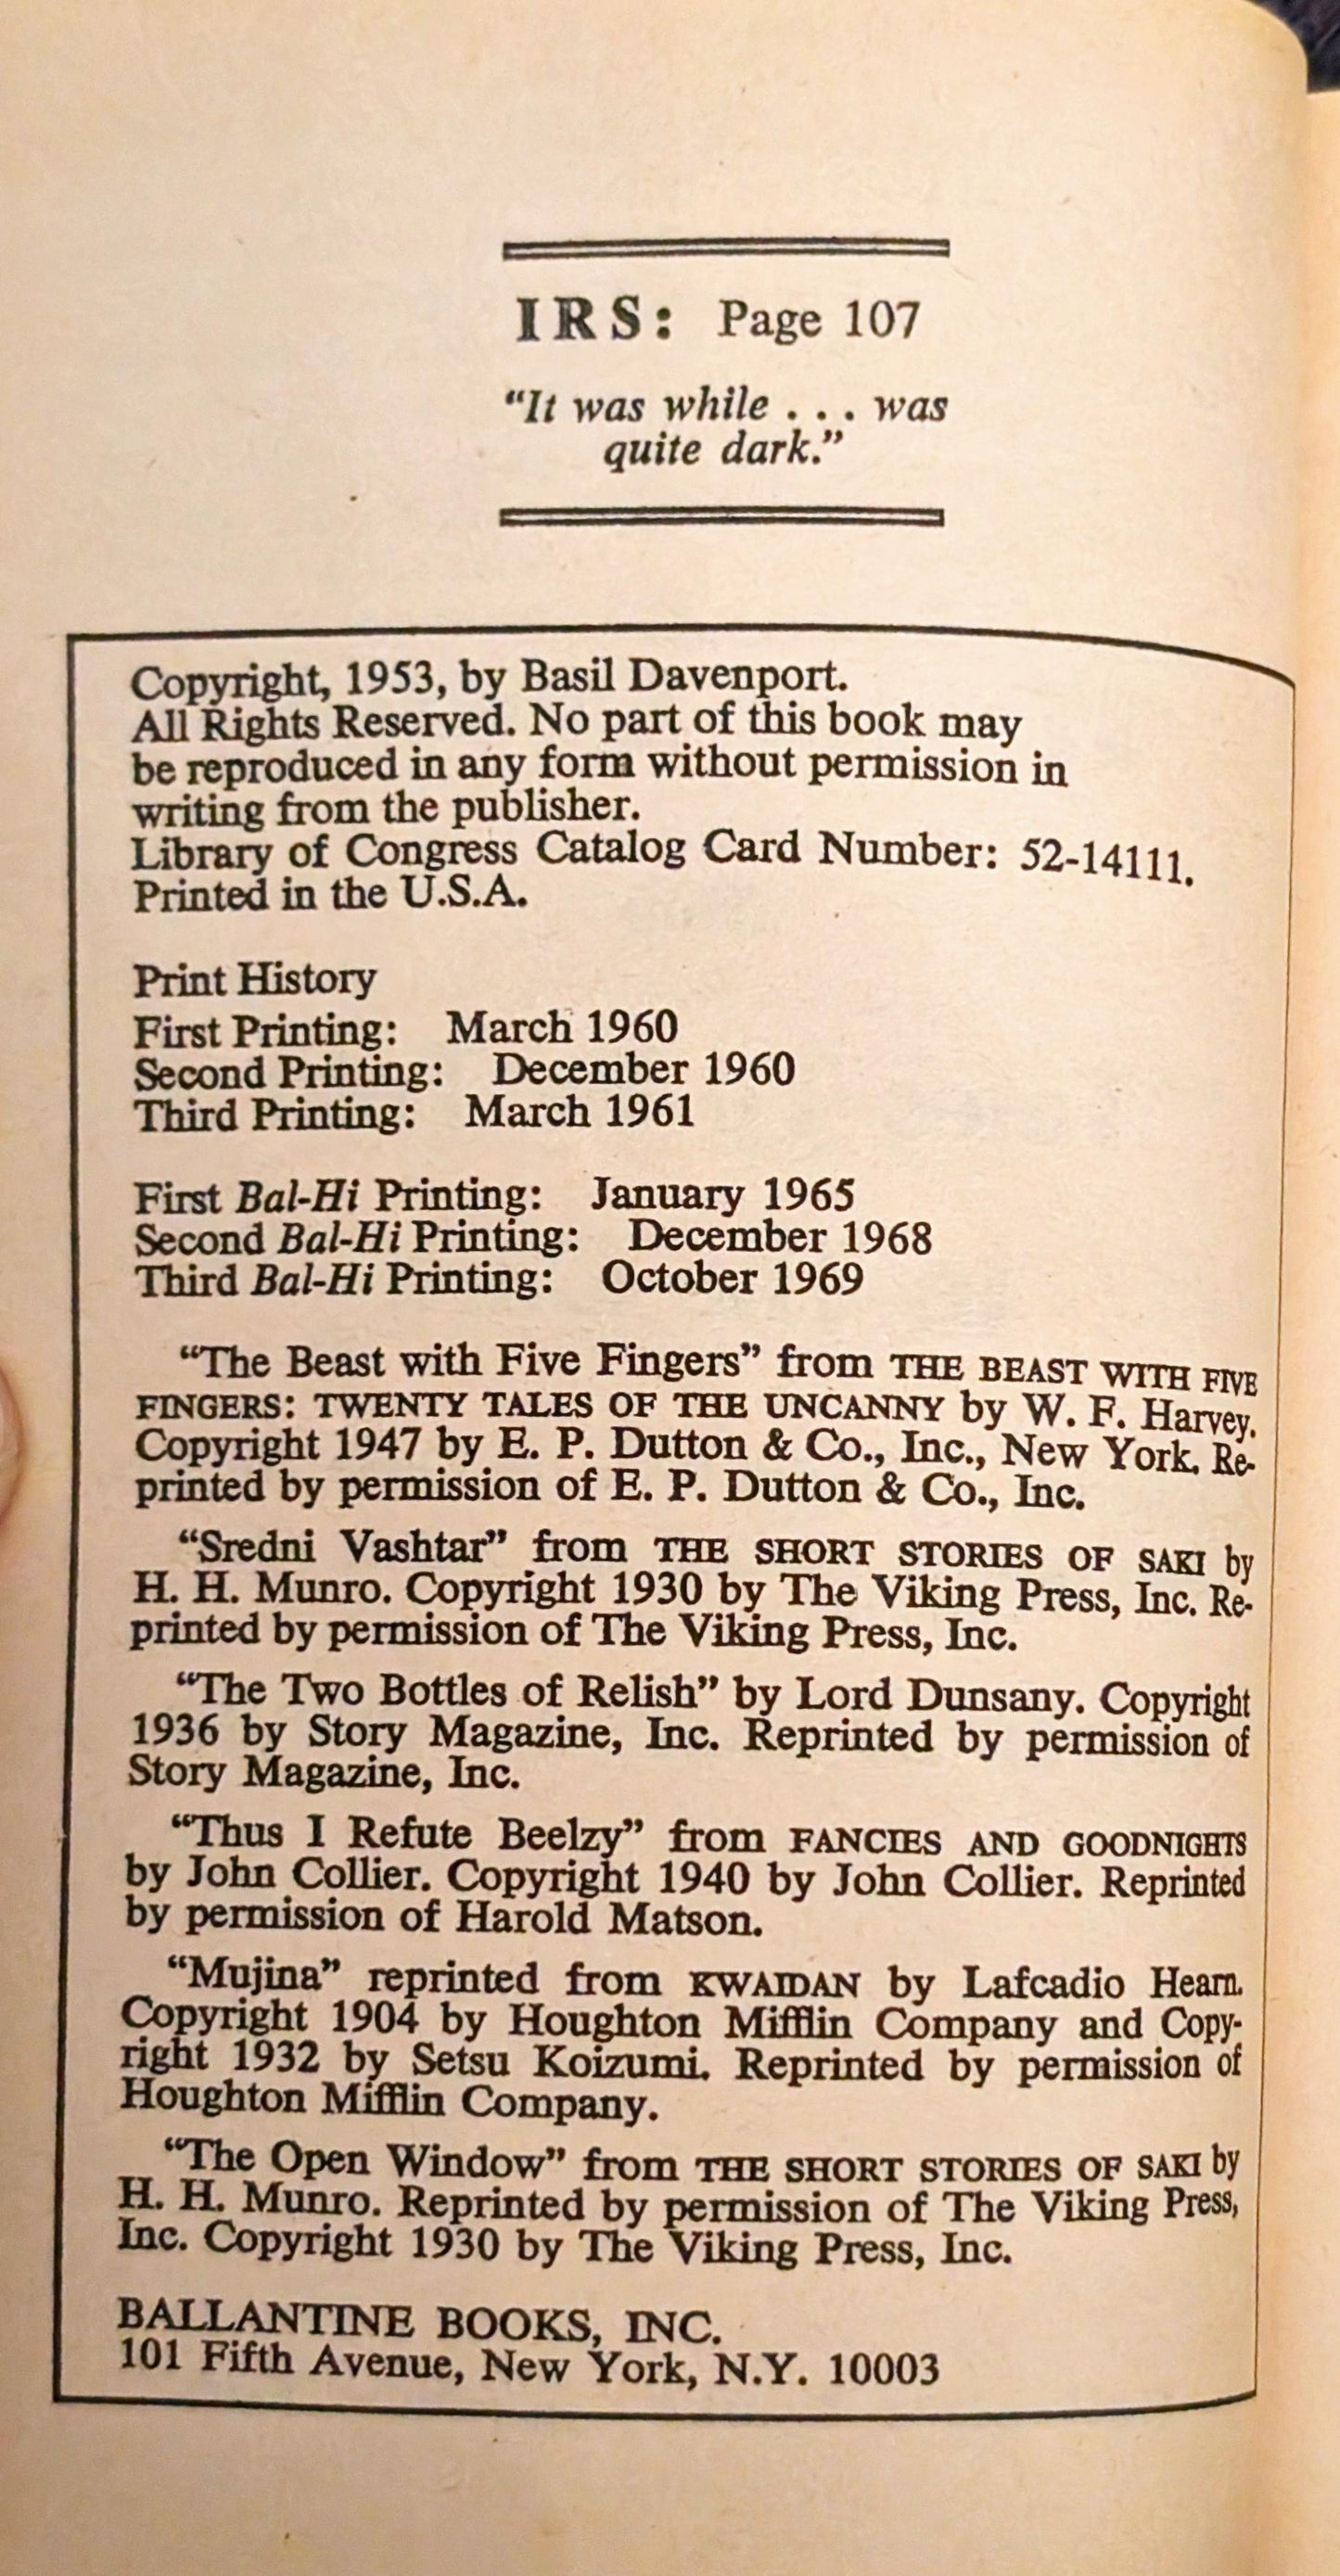 IRS: Page 107
“It was while . . . was
quite dark.”
Copyright, 1953, by Basil Davenport.
All Rights Reserved. No part of this book may
be reproduced in any form without permission in
writing from the publisher.
Library of Congress Catalog Card Number: 52-14111.
Printed in the U.S.A.
Print History
First Printing: March 1960
Second Printing: December 1960
Third Printing: March 1961
First Bal-Hi Printing: January 1965
Second Bal-Hi Printing: December 1968
Third Bal-Hi Printing: October 1969
“The Beast with Five Fingers” from THE BEAST WITH FIVE
FINGERS: TWENTY TALES OF THE UNCANNY by W. F. Harvey.
Copyright 1947 by E. P. Dutton & Co., Inc., New York. Re-
printed by permission of E. P. Dutton & Co., Inc.
“Sredni Vashtar” from THE SHORT STORIES OF SAKI by
H. H. Munro. Copyright 1930 by The Viking Press, Inc. Re-
printed by permission of The Viking Press, Inc.
“The Two Bottles of Relish” by Lord Dunsany. Copyright
1936 by Story Magazine, Inc. Reprinted by permission of
Story Magazine, Inc.
“Thus I Refute Beelzy” from FANCIES AND GOODNIGHTS
by John Collier. Copyright 1940 by John Collier. Reprinted
by permission of Harold Matson.
“Mujina” reprinted from KWAIDAN by Lafcadio Hearn.
Copyright 1904 by Houghton Mifflin Company and Copy-
right 1932 by Setsu Koizumi. Reprinted by permission of
Houghton Mifflin Company.
“The Open Window” from THE SHORT STORIES OF SAKI by
H. H. Munro. Reprinted by permission of The Viking Press,
Inc. Copyright 1930 by The Viking Press, Inc.
BALLANTINE BOOKS, INC.
101 Fifth Avenue, New York, N.Y. 10003